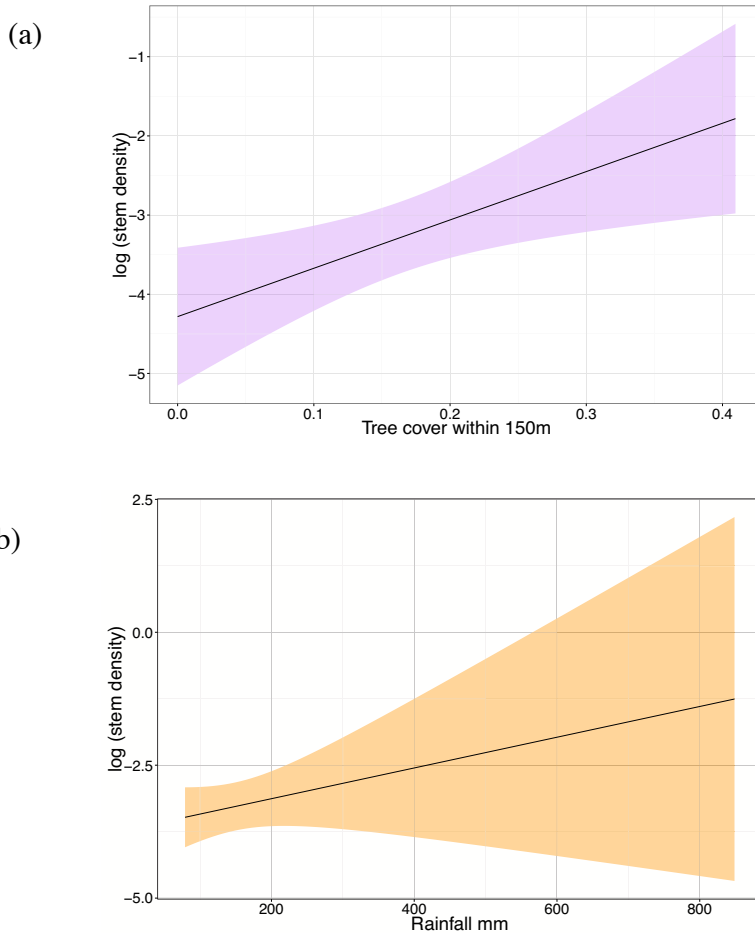 (a)
−1
−2
−3
−4
−5
log (stem density)
0.0 0.1 0.2 0.3 0.4
Tree cover within 150m
b)
2.5
0.0
−2.5
−5.0
log (stem density)
200 400 600 800
Rainfall mm